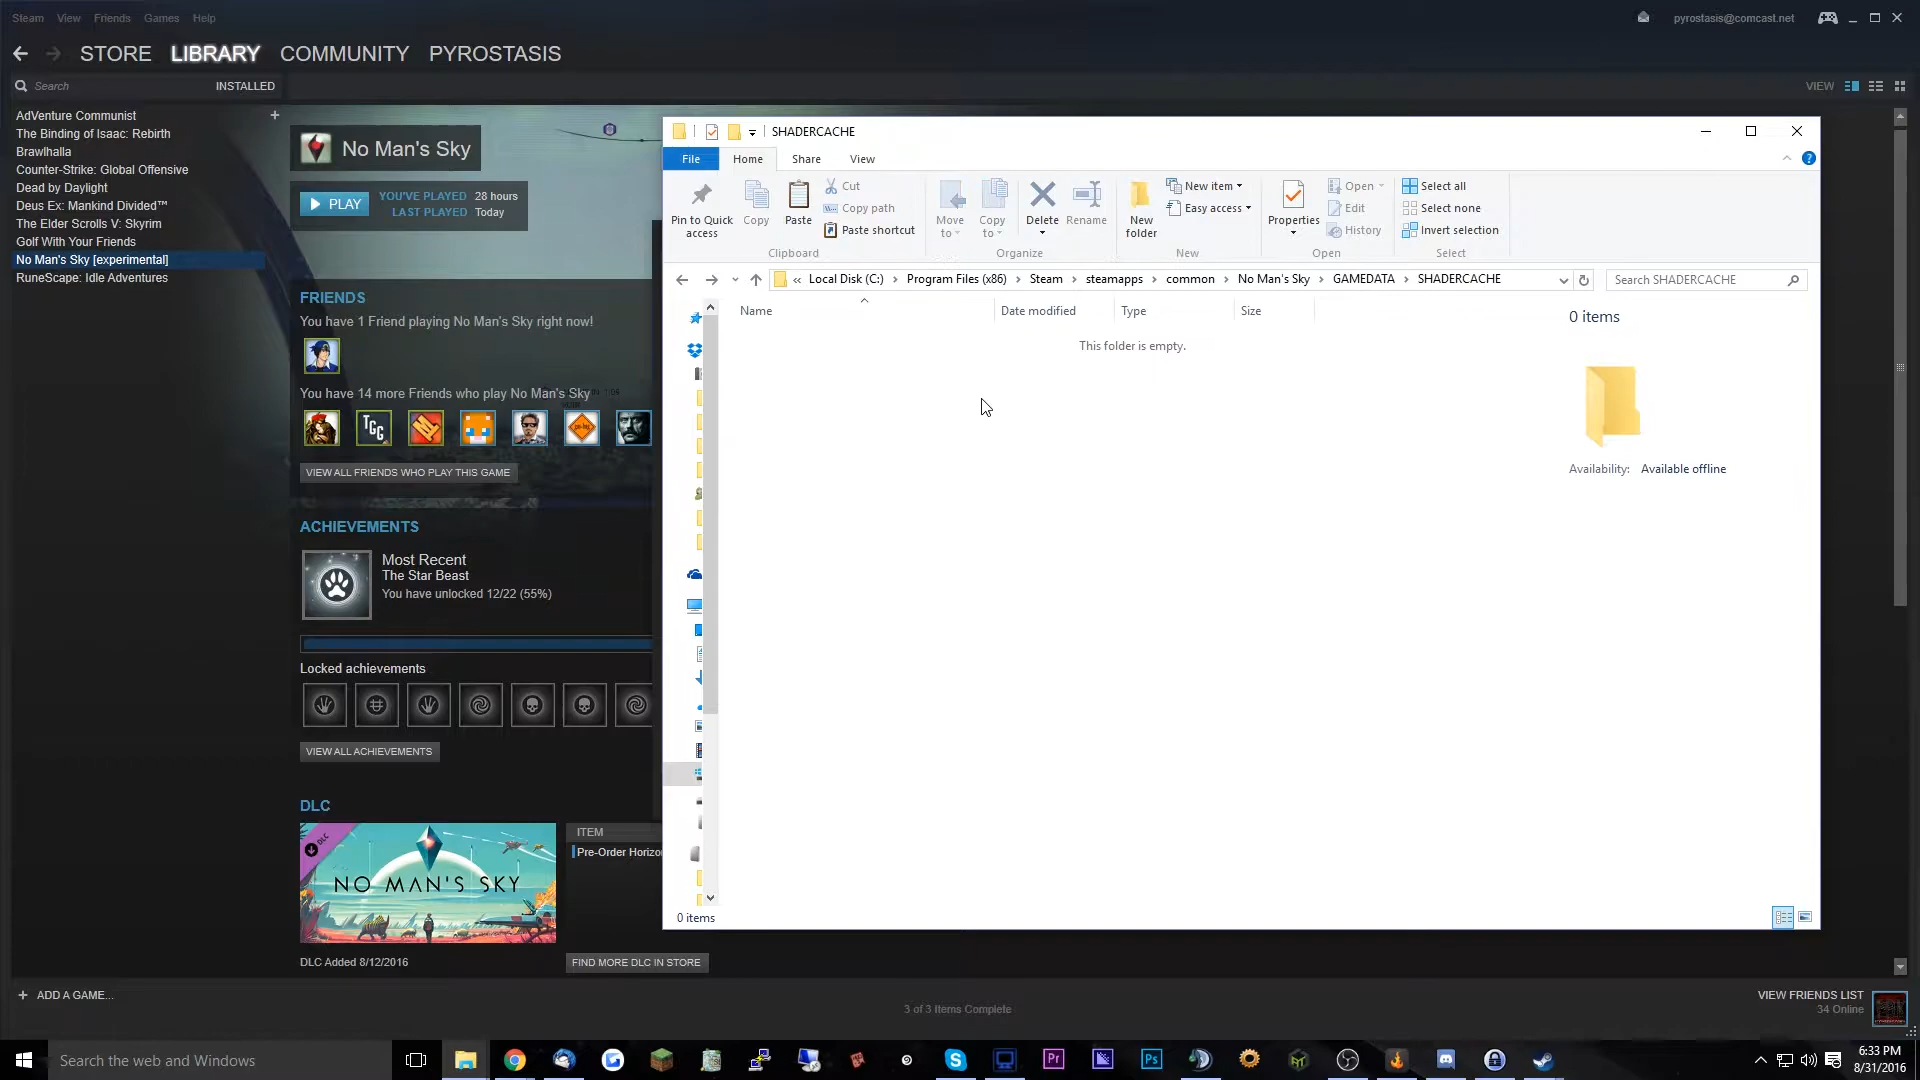 Steam View Friends Games Help
pyrostasis@comcast.net
STORE LIBRARY COMMUNITY PYROSTASIS
Search
INSTALLED
VIEW
AdVenture Communist
The Binding of Isaac: Rebirth
Brawlhalla
Counter-Strike: Global Offensive
Dead by Daylight
Deus Ex: Mankind Divided™
The Elder Scrolls V: Skyrim
Golf With Your Friends
No Man's Sky [experimental]
RuneScape: Idle Adventures
+ ADD A GAME...
No Man's Sky
PLAY
YOU'VE PLAYED 28 hours
LAST PLAYED Today
FRIENDS
You have 1 Friend playing No Man's Sky right now!
You have 14 more Friends who play No Man's Sky
TGG
VIEW ALL FRIENDS WHO PLAY THIS GAME
ACHIEVEMENTS
Most Recent
The Star Beast
You have unlocked 12/22 (55%)
Locked achievements
VIEW ALL ACHIEVEMENTS
DLC
DLC
NO MAN'S SKY
DLC Added 8/12/2016
ITEM
Pre-Order Horizo
FIND MORE DLC IN STORE
SHADERCACHE
File Home Share View
Pin to Quick access
Copy
Paste
Cut
Copy path
Paste shortcut
Clipboard
Move to
Copy to
Delete
Rename
Organize
New folder
New item
Easy access
New
Properties
Open
Edit
History
Open
Select all
Select none
Invert selection
Select
« Local Disk (C:) › Program Files (x86) › Steam › steamapps › common › No Man's Sky › GAMEDATA › SHADERCACHE
Search SHADERCACHE
Name Date modified Type Size
This folder is empty.
0 items
Availability: Available offline
0 items
3 of 3 Items Complete
VIEW FRIENDS LIST
34 Online
Search the web and Windows
Pr
Ps
6:33 PM
8/31/2016